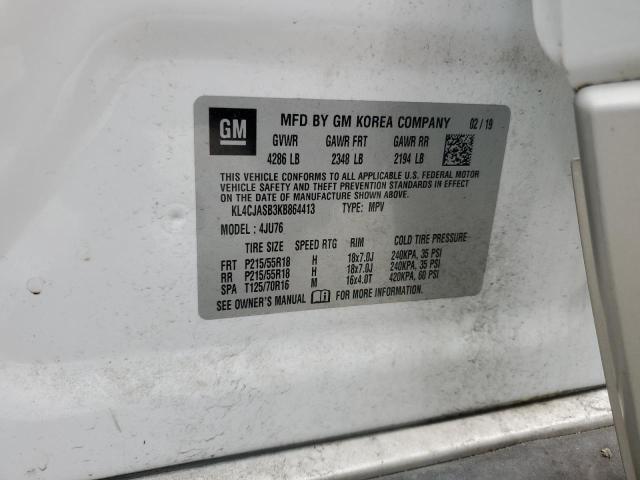 GM
MFD BY GM KOREA COMPANY 02 / 19
GVWR GAWR FRT GAWR RR
4286 LB 2348 LB 2194 LB
THIS VEHICLE CONFORMS TO ALL APPLICABLE U.S. FEDERAL MOTOR
VEHICLE SAFETY AND THEFT PREVENTION STANDARDS IN EFFECT
ON THE DATE OF MANUFACTURE SHOWN ABOVE.
KL4CJASB3KB864413 TYPE: MPV
MODEL: 4JU76
TIRE SIZE SPEED RTG RIM COLD TIRE PRESSURE
FRT P215/55R18 H 18x7.0J 240KPA, 35 PSI
RR P215/55R18 H 18x7.0J 240KPA, 35 PSI
SPA T125/70R16 M 16x4.0T 420KPA, 60 PSI
SEE OWNER'S MANUAL FOR MORE INFORMATION.